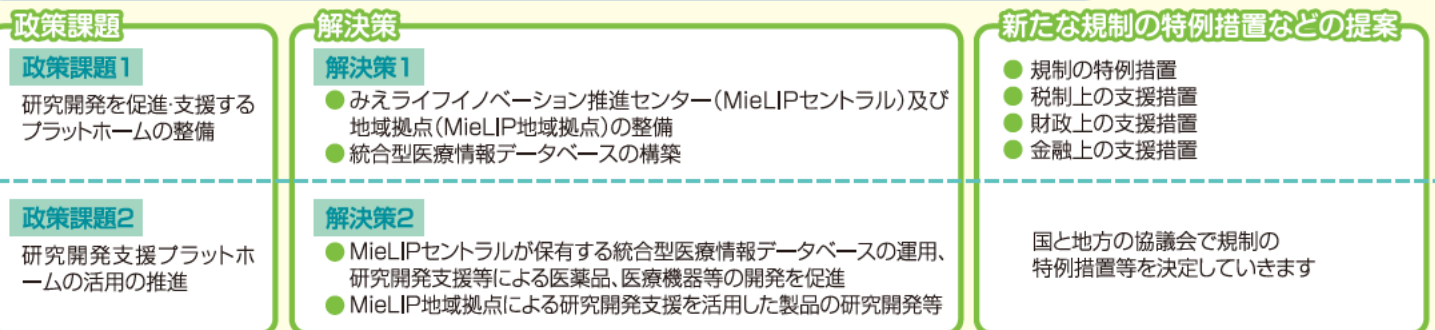 政策課題
政策課題1
研究開発を促進・支援する
プラットホームの整備
政策課題2
研究開発支援プラットホ
ームの活用の推進
解決策
解決策1
● みえライフイノベーション推進センター(MieLIPセントラル)及び
地域拠点(MieLIP地域拠点)の整備
● 統合型医療情報データベースの構築
解決策2
● MieLIPセントラルが保有する統合型医療情報データベースの運用、
研究開発支援等による医薬品、医療機器等の開発を促進
● MieLIP地域拠点による研究開発支援を活用した製品の研究開発等
新たな規制の特例措置などの提案
● 規制の特例措置
● 税制上の支援措置
● 財政上の支援措置
● 金融上の支援措置
国と地方の協議会で規制の
特例措置等を決定していきます